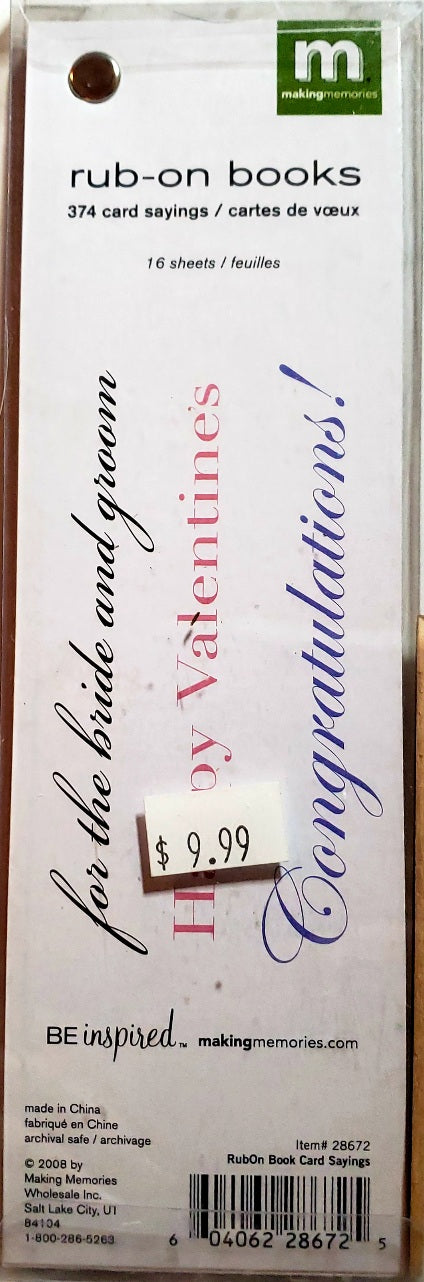 m
makingmemories
rub-on books
374 card sayings / cartes de vœux
16 sheets / feuilles
for the bride and groom
Valentine's
Congratulations!
$ 9.99
BE inspired™ makingmemories.com
made in China
fabriqué en Chine
archival safe / archivage
© 2008 by
Making Memories
Wholesale Inc.
Salt Lake City, UT
84104
1-800-286-5263
Item# 28672
RubOn Book Card Sayings
6 04062 28672 5